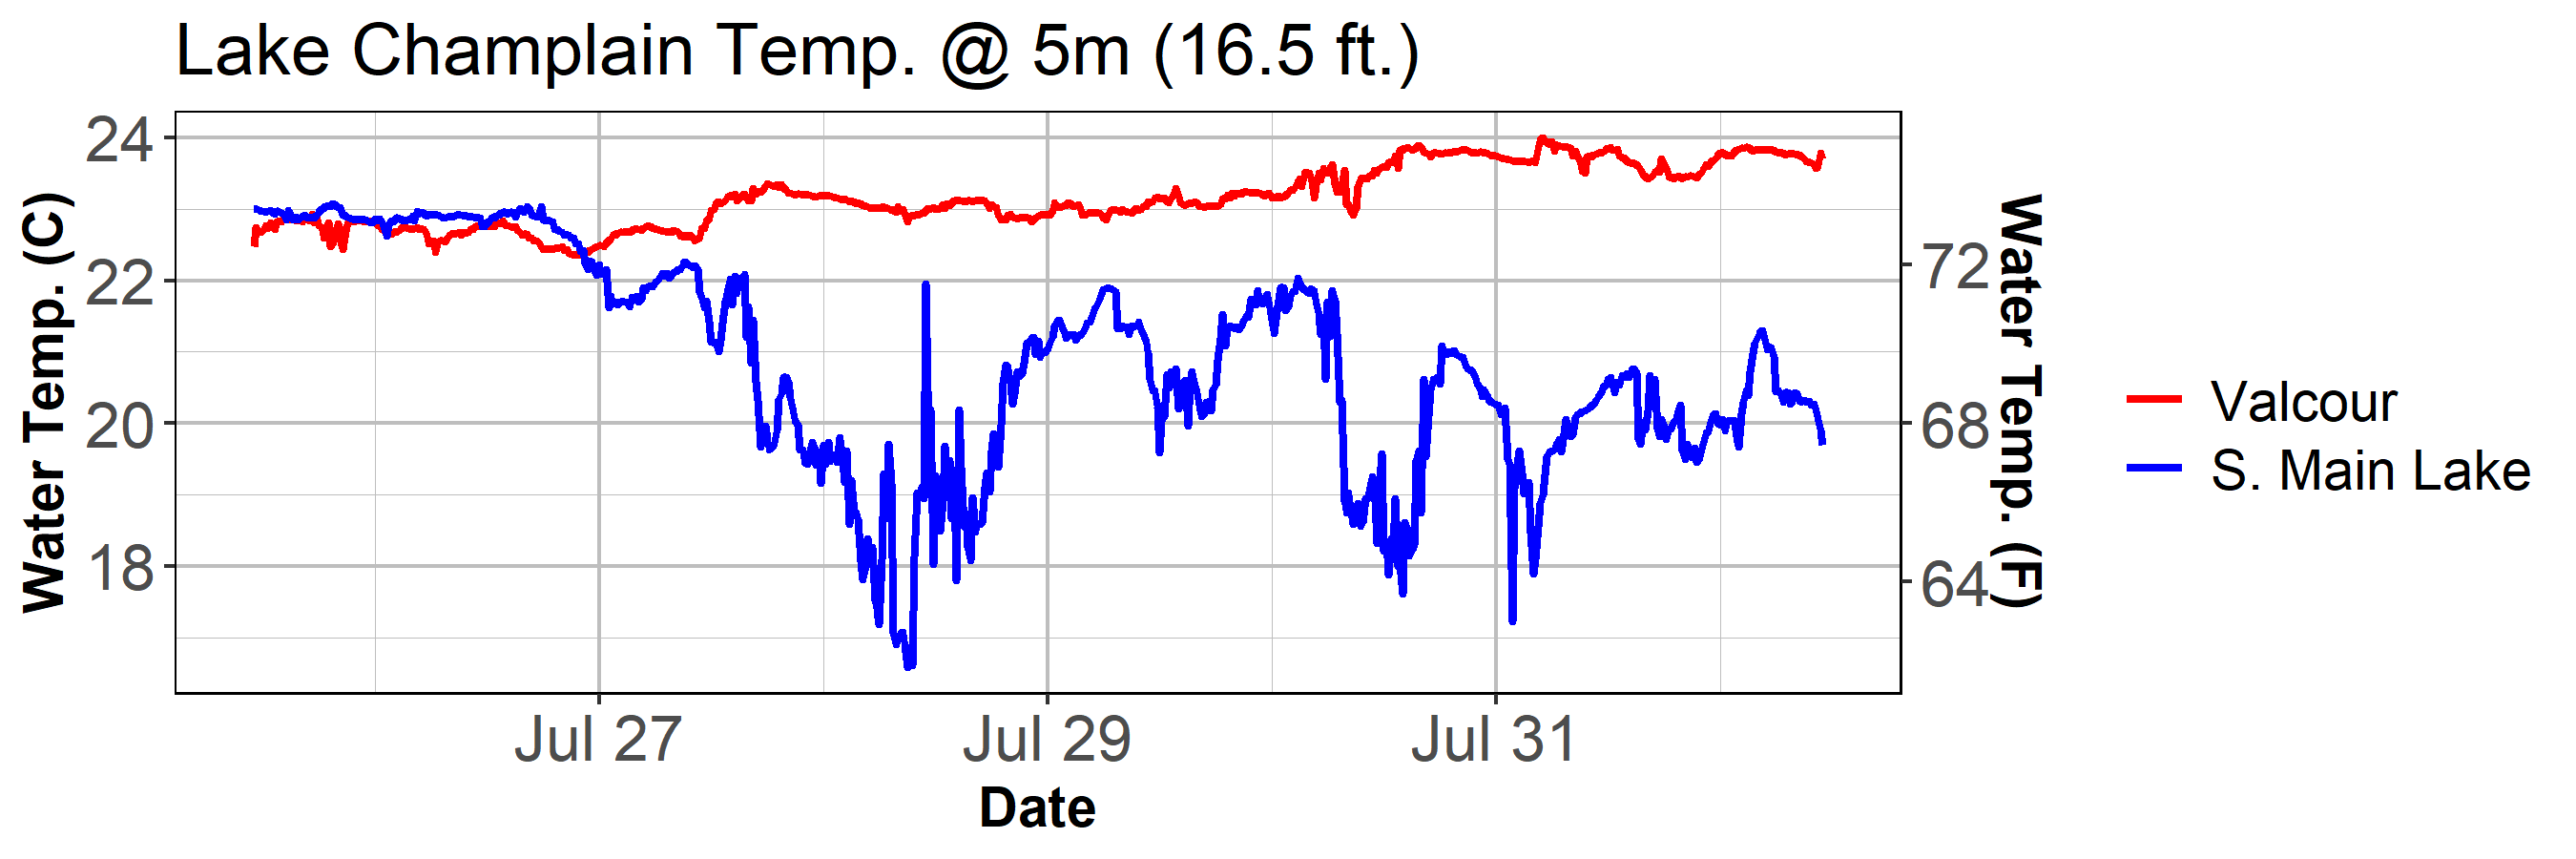 Lake Champlain Temp. @ 5m (16.5 ft.)
Water Temp. (C)
24
22
20
18
72
68
64
Water Temp. (F)
Jul 27
Jul 29
Jul 31
Date
Valcour
S. Main Lake